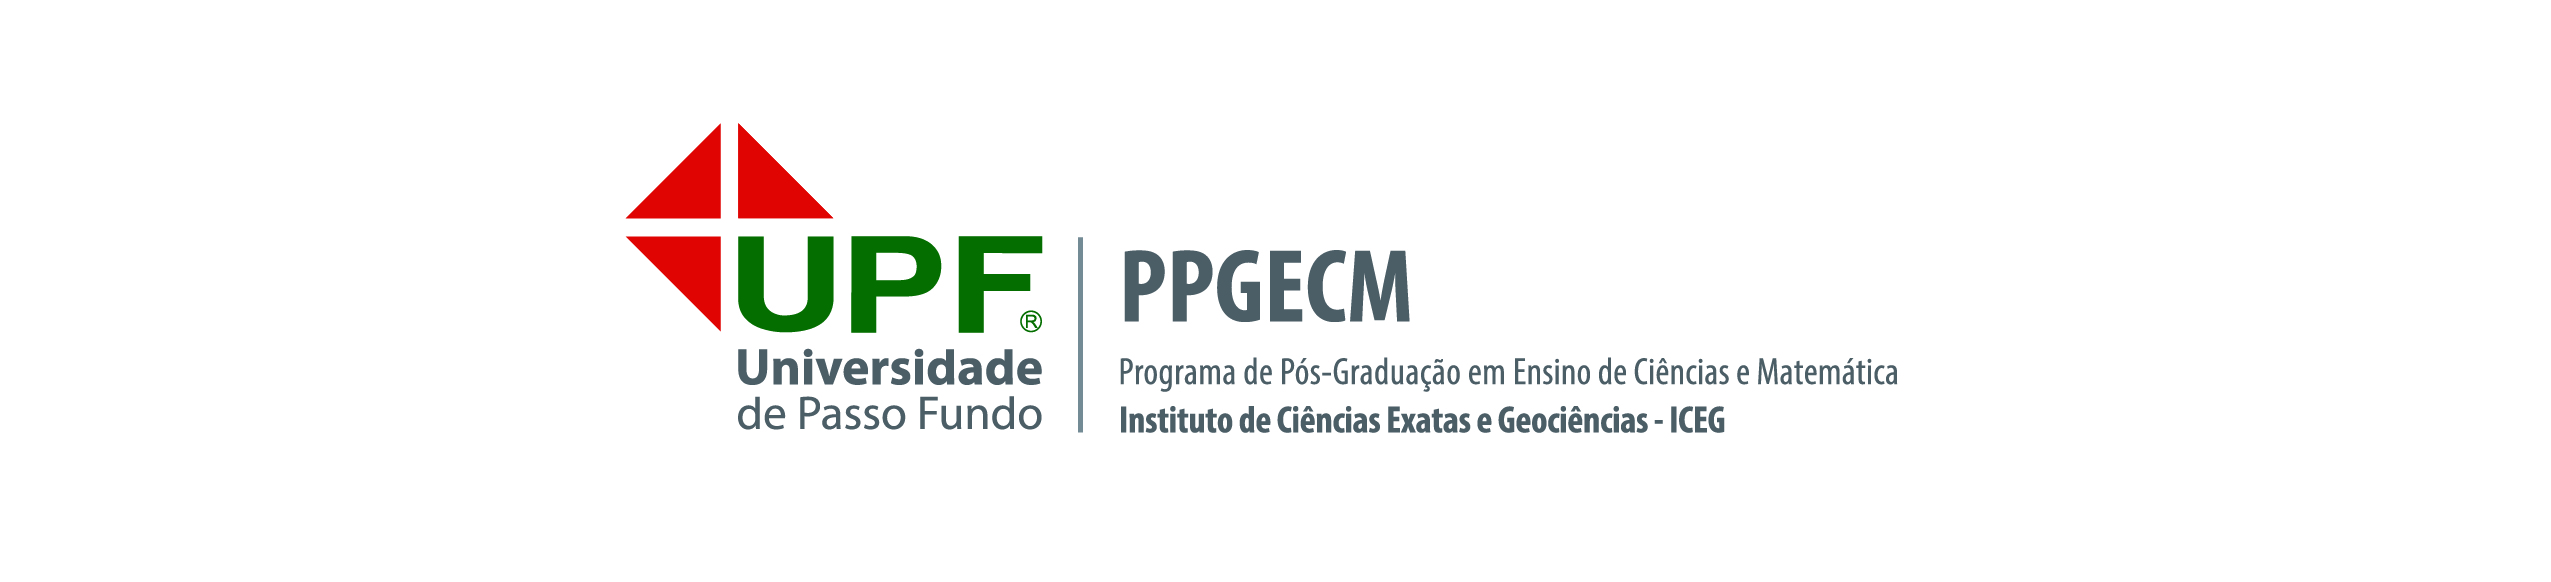 UPF®
Universidade
de Passo Fundo
PPGECM
Programa de Pós-Graduação em Ensino de Ciências e Matemática
Instituto de Ciências Exatas e Geociências - ICEG